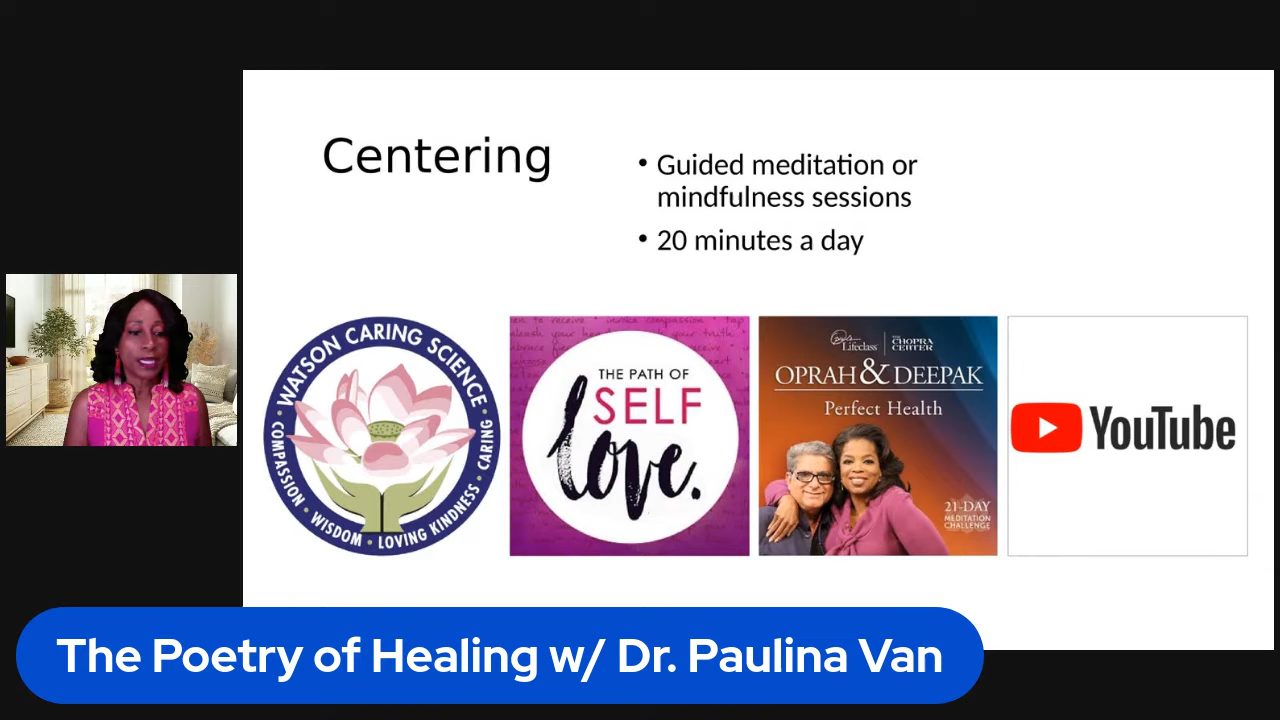 Centering
• Guided meditation or
mindfulness sessions
• 20 minutes a day
WATSON CARING SCIENCE
COMPASSION • WISDOM • LOVING KINDNESS • CARING
THE PATH OF
SELF
love.
Lifeclass
CHOPRA
CENTER
OPRAH & DEEPAK
Perfect Health
21-DAY
MEDITATION
CHALLENGE
YouTube
The Poetry of Healing w/ Dr. Paulina Van